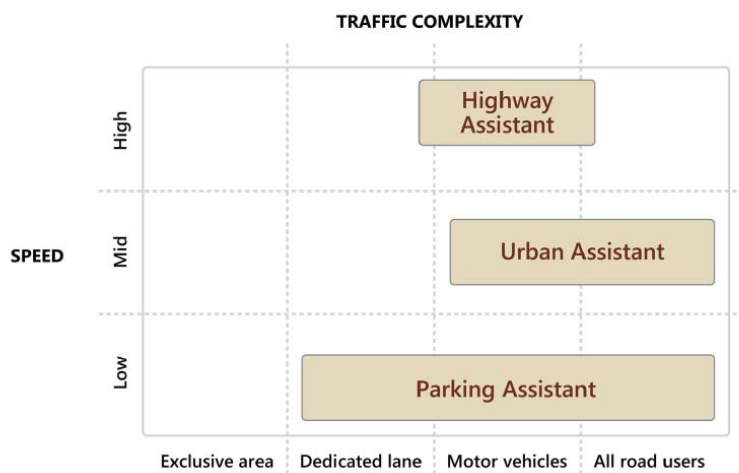 TRAFFIC COMPLEXITY
High
Highway
Assistant
SPEED
Mid
Urban Assistant
Low
Parking Assistant
Exclusive area
Dedicated lane
Motor vehicles
All road users